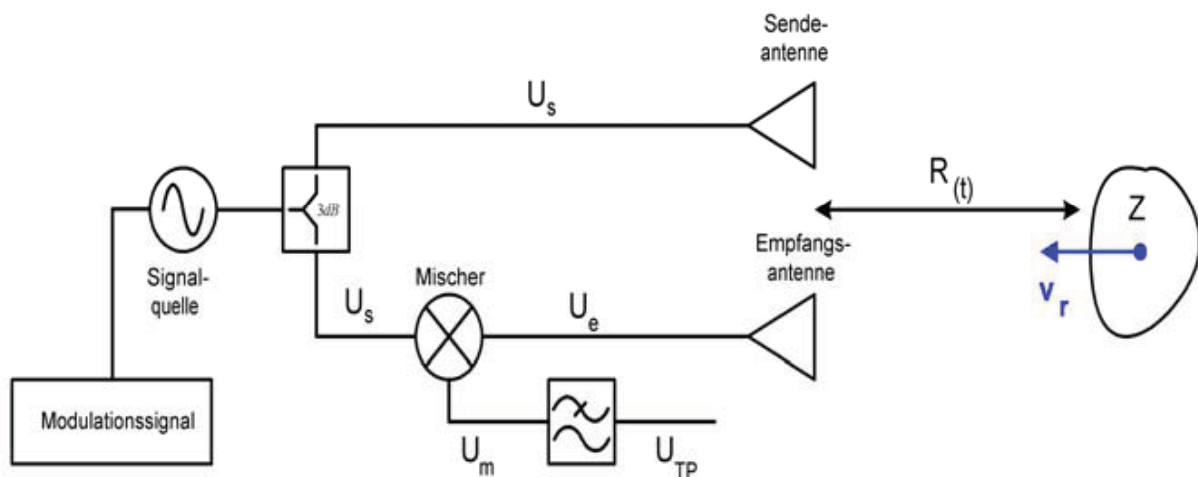 Sende-
antenne
U_s
R_(t)
3dB
Z
Signal-
quelle
Mischer
Empfangs-
antenne
U_s
U_e
v_r
Modulationssignal
U_m
U_TP